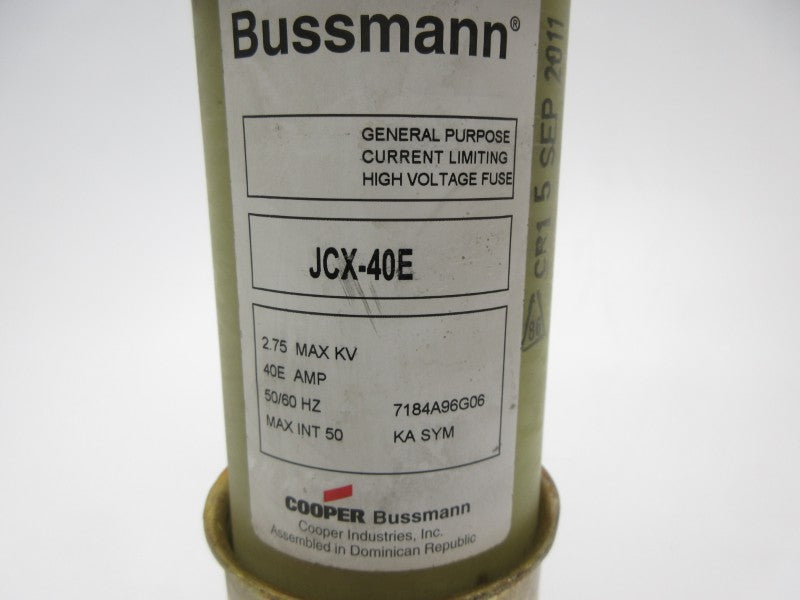 Bussmann®
GENERAL PURPOSE
CURRENT LIMITING
HIGH VOLTAGE FUSE
JCX-40E
2.75 MAX KV
40E AMP
50/60 HZ 7184A96G06
MAX INT 50 KA SYM
COOPER Bussmann
Cooper Industries, Inc.
Assembled in Dominican Republic
CR1 5 SEP 2011
86